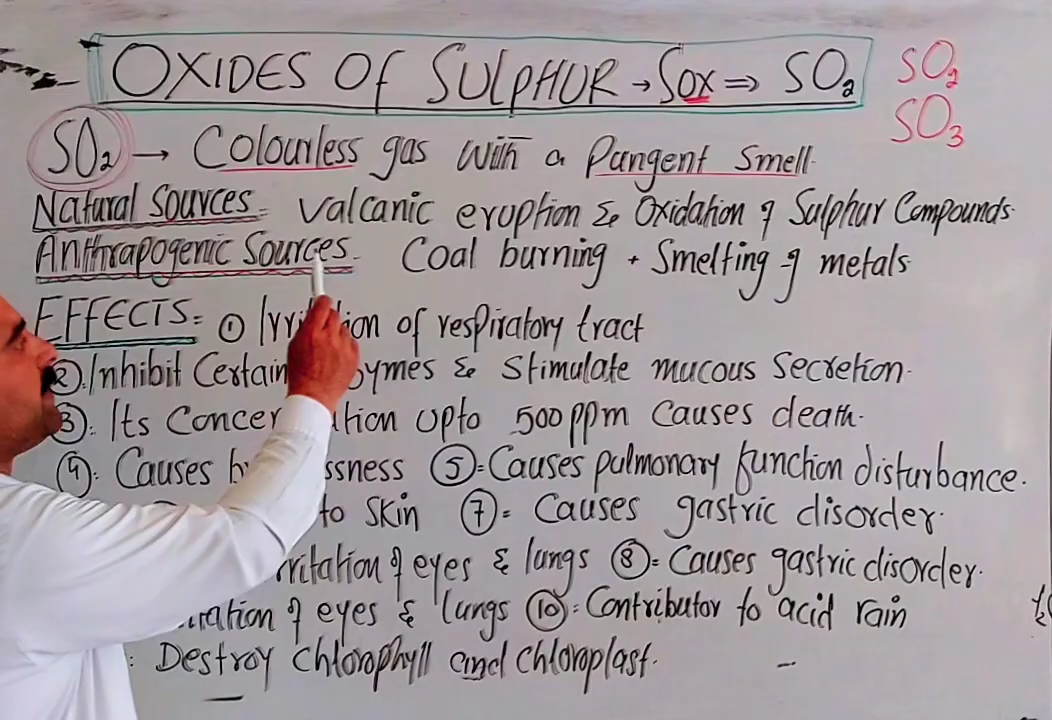 OXIDES Of SULPHUR → SOx ⇒ SO2
SO2
SO3
SO2 → Colourless gas with a Pungent Smell.
Natural Sources = Valcanic eruption & Oxidation of Sulphur Compounds.
Anthrapogenic Sources. Coal burning + Smelting of metals
EFFECTS = ① of respiratory tract
②. Inhibit Certain & Stimulate mucous Secretion.
③: Its upto 500 ppm Causes death.
④: Causes ⑤= Causes pulmonary function disturbance.
to Skin ⑦= Causes gastric disorder.
of eyes & lungs ⑧= Causes gastric disorder.
of eyes & lungs ⑩: Contributor to acid rain
: Destroy Chlorophyll and Chloroplast.